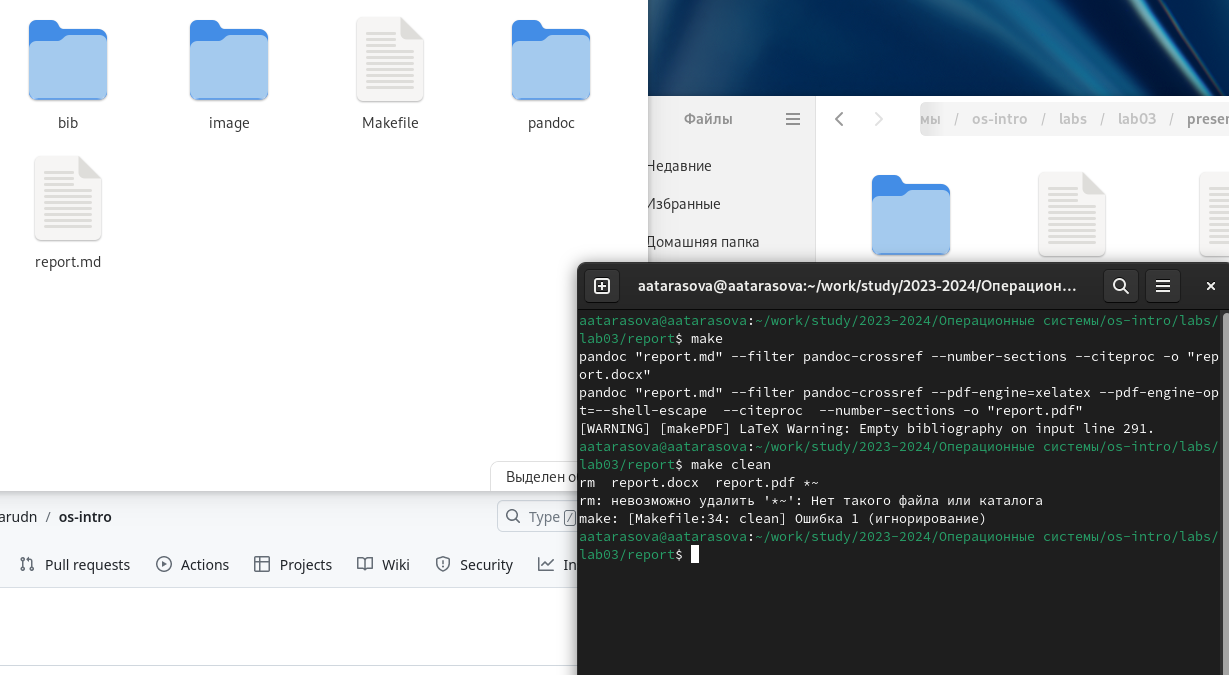 bib
image
Makefile
pandoc
report.md
Файлы
Недавние
Избранные
Домашняя папка
мы / os-intro / labs / lab03 / presen
Выделен о
arudn / os-intro
Type /
Pull requests
Actions
Projects
Wiki
Security
In
aatarasova@aatarasova:~/work/study/2023-2024/Операцион...
aatarasova@aatarasova:~/work/study/2023-2024/Операционные системы/os-intro/labs/
lab03/report$ make
pandoc "report.md" --filter pandoc-crossref --number-sections --citeproc -o "rep
ort.docx"
pandoc "report.md" --filter pandoc-crossref --pdf-engine=xelatex --pdf-engine-op
t=--shell-escape  --citeproc  --number-sections -o "report.pdf"
[WARNING] [makePDF] LaTeX Warning: Empty bibliography on input line 291.
aatarasova@aatarasova:~/work/study/2023-2024/Операционные системы/os-intro/labs/
lab03/report$ make clean
rm  report.docx  report.pdf *~
rm: невозможно удалить '*~': Нет такого файла или каталога
make: [Makefile:34: clean] Ошибка 1 (игнорирование)
aatarasova@aatarasova:~/work/study/2023-2024/Операционные системы/os-intro/labs/
lab03/report$